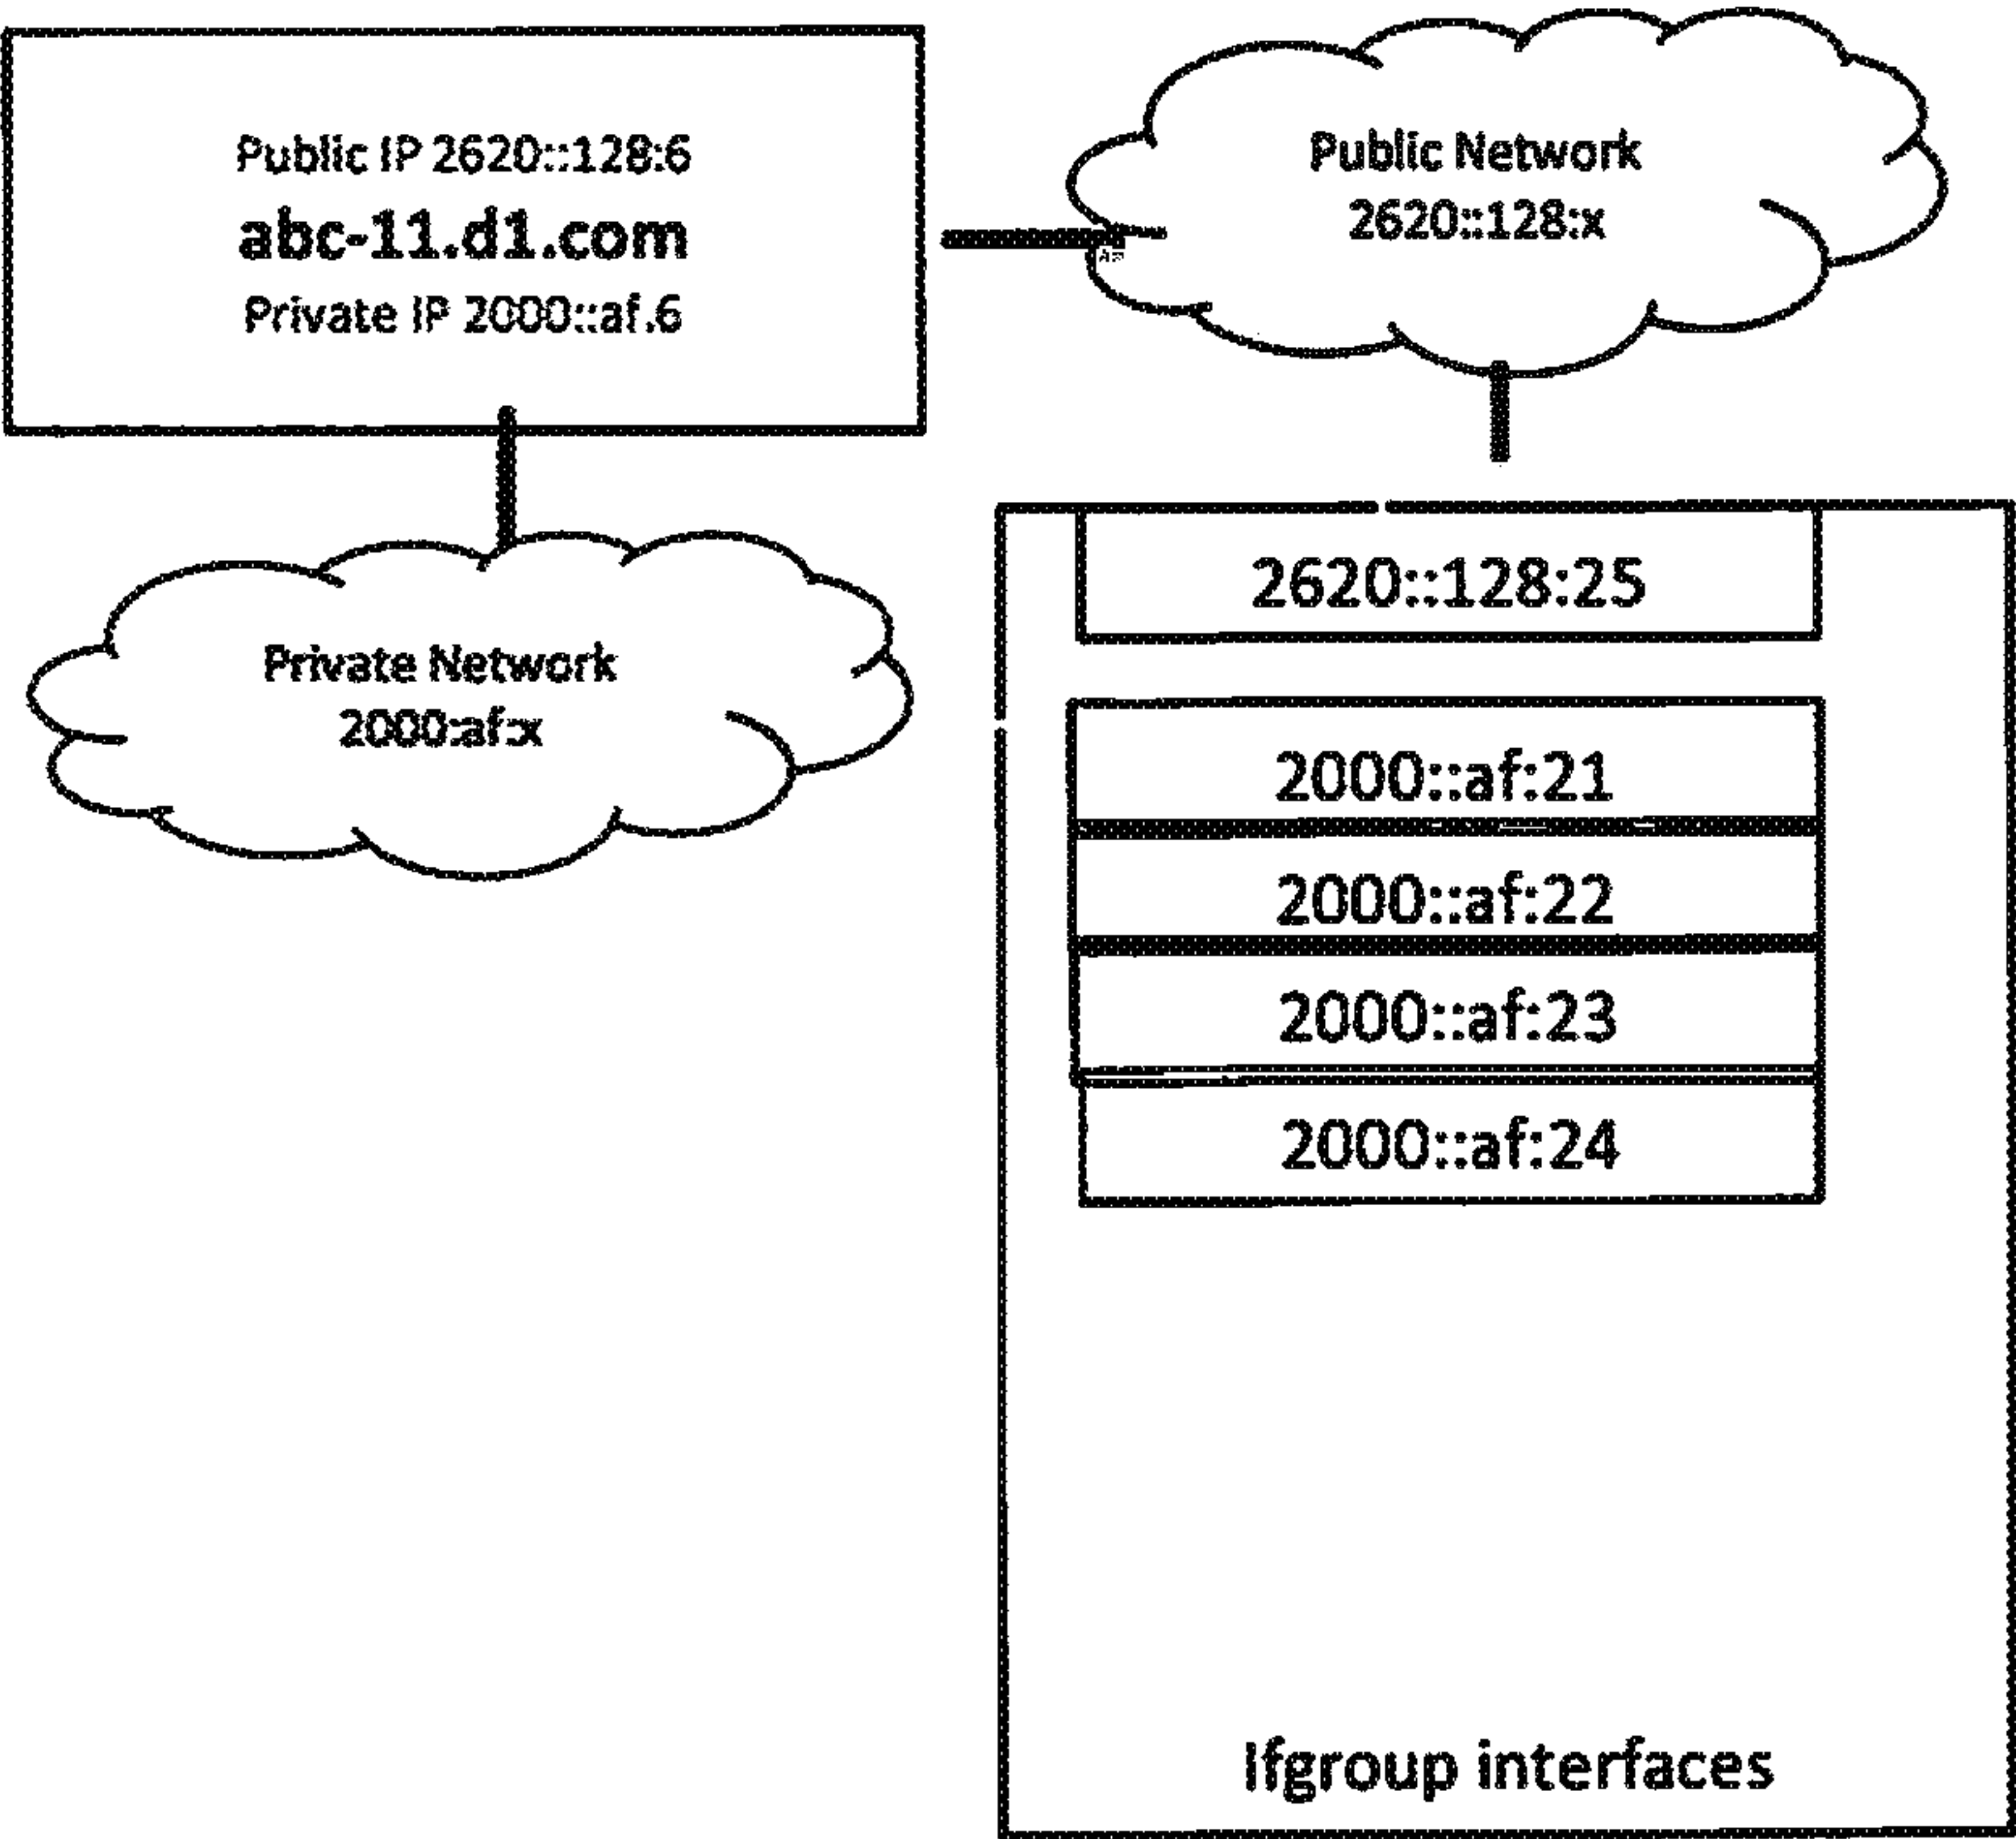 Public IP 2620::128:6
abc-11.d1.com
Private IP 2000::af.6
Public Network
2620::128:x
Private Network
2000:af:x
2620::128:25
2000::af:21
2000::af:22
2000::af:23
2000::af:24
Ifgroup interfaces